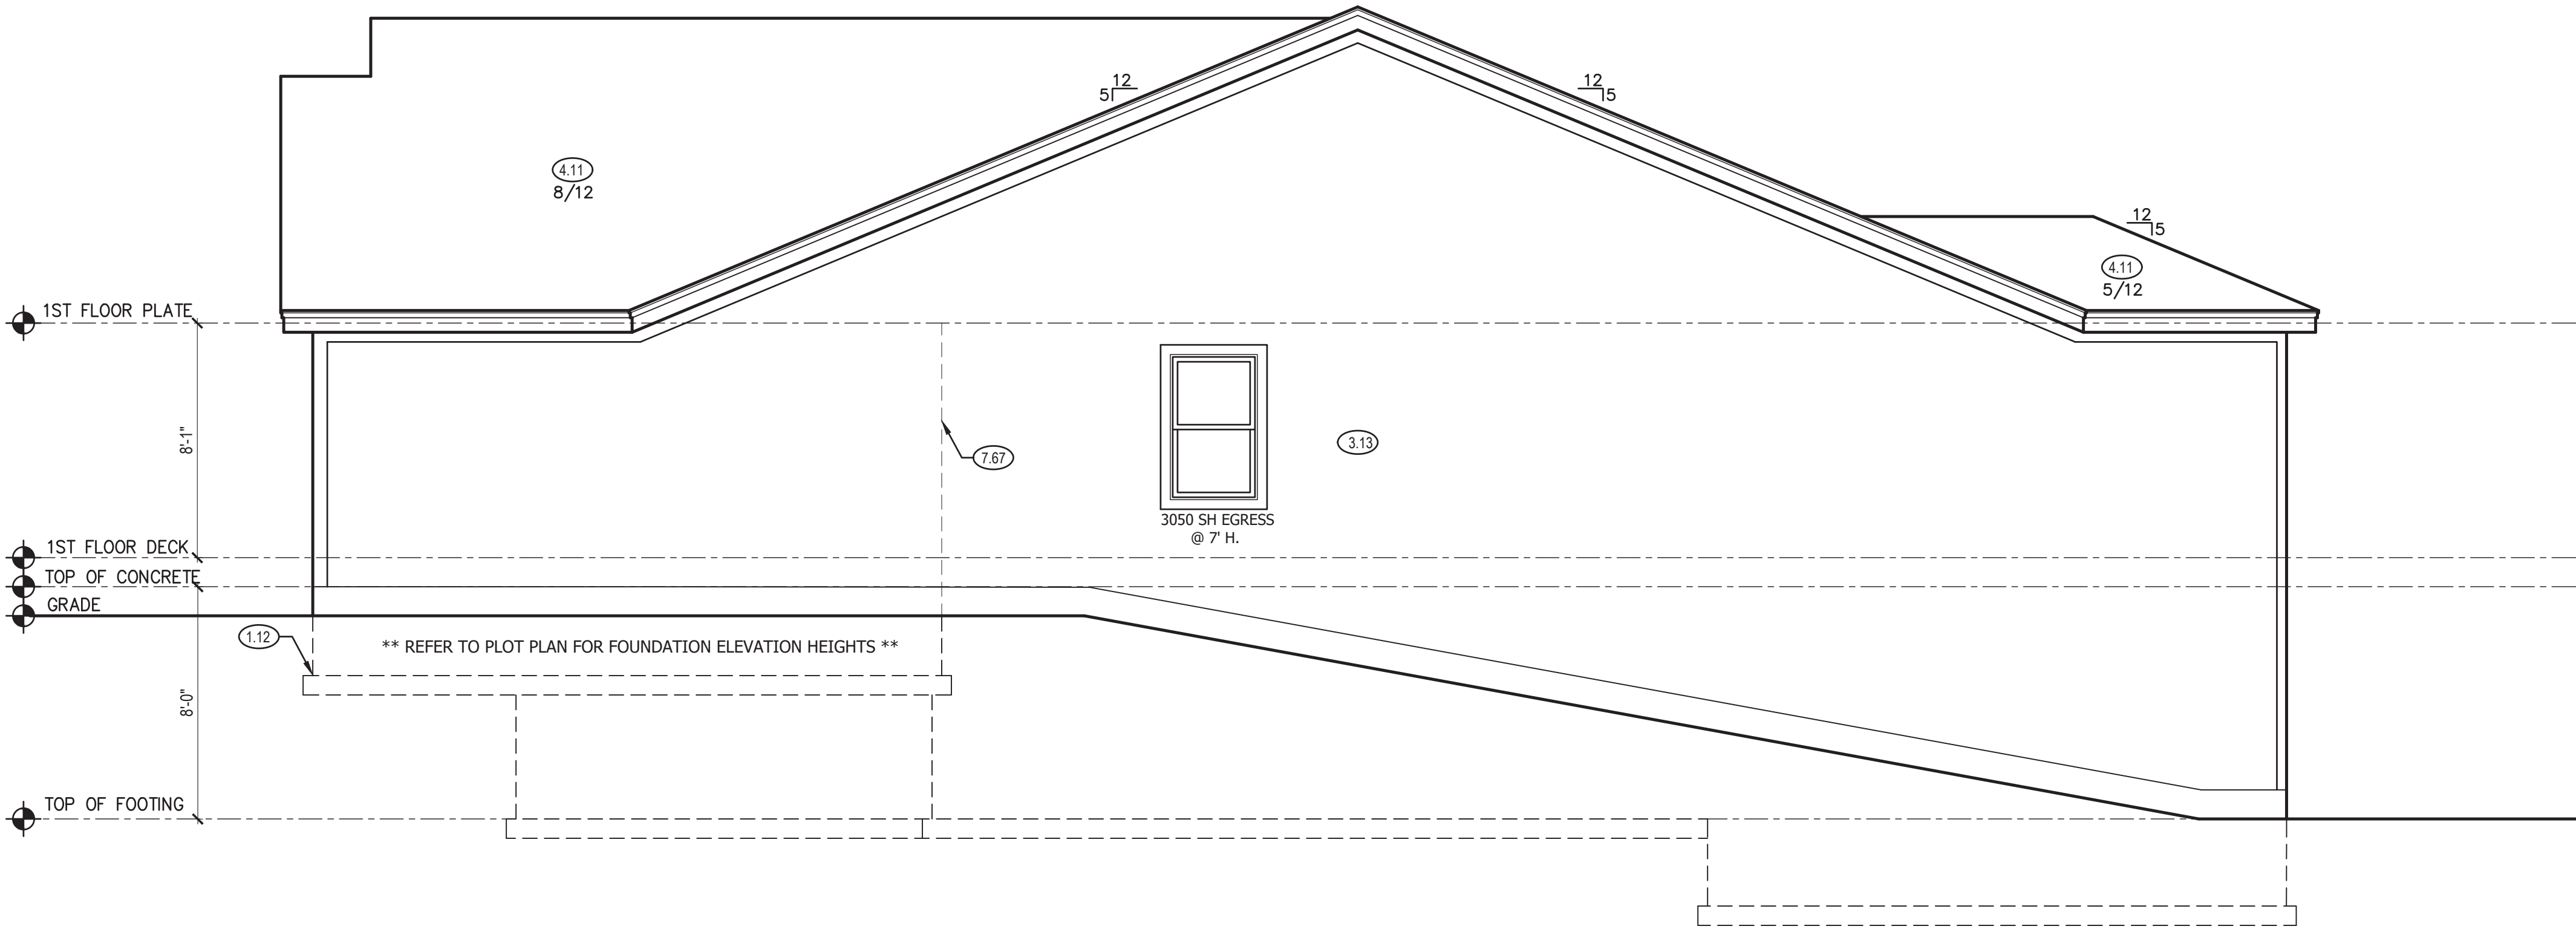 12
5
12
5
4.11
8/12
12
5
4.11
5/12
1ST FLOOR PLATE
8'-1"
7.67
3.13
3050 SH EGRESS
@ 7' H.
1ST FLOOR DECK
TOP OF CONCRETE
GRADE
1.12
** REFER TO PLOT PLAN FOR FOUNDATION ELEVATION HEIGHTS **
8'-0"
TOP OF FOOTING